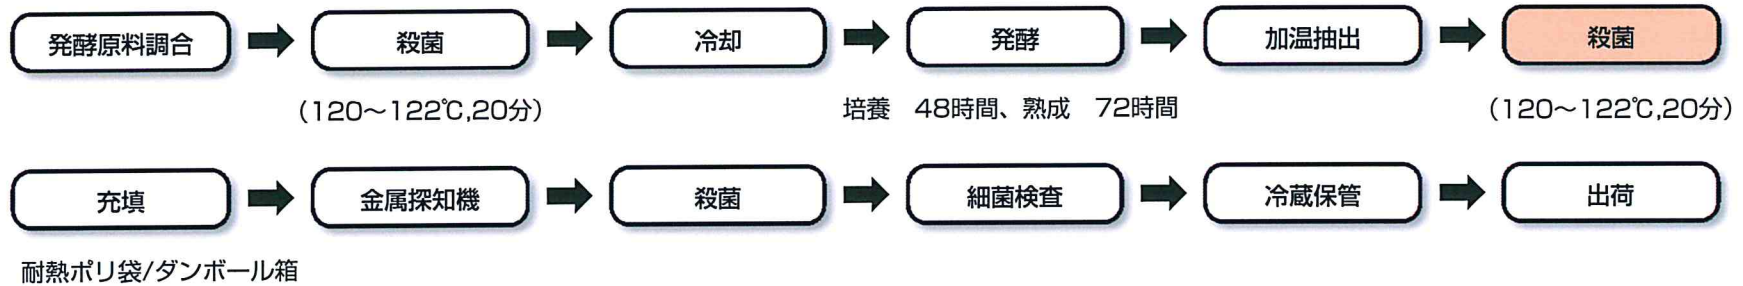 発酵原料調合 殺菌 冷却 発酵 加温抽出 殺菌
(120～122℃,20分) 培養　48時間、熟成　72時間 (120～122℃,20分)
充填 金属探知機 殺菌 細菌検査 冷蔵保管 出荷
耐熱ポリ袋/ダンボール箱